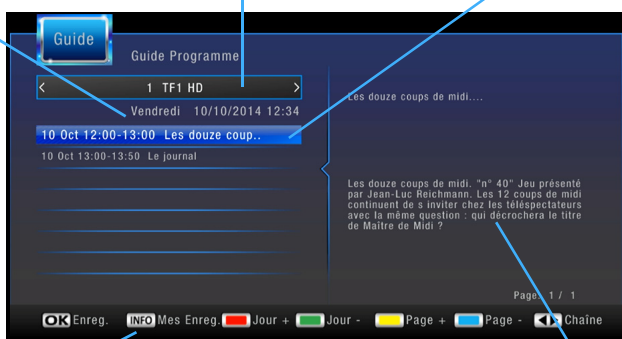 Guide
Guide Programme
1 TF1 HD
Vendredi 10/10/2014 12:34
10 Oct 12:00-13:00 Les douze coup..
10 Oct 13:00-13:50 Le journal
Les douze coups de midi....
Les douze coups de midi. "n° 40" Jeu présenté
par Jean-Luc Reichmann. Les 12 coups de midi
continuent de s inviter chez les téléspectateurs
avec la même question : qui décrochera le titre
de Maître de Midi ?
Page: 1 / 1
OK Enreg. INFO Mes Enreg. Jour + Jour - Page + Page - Chaîne